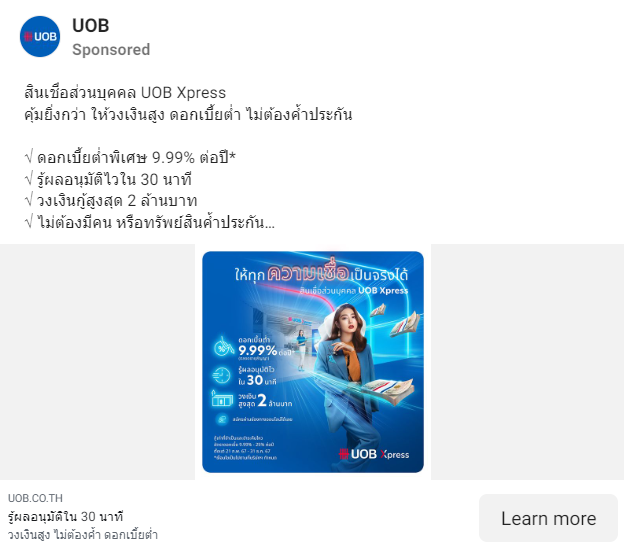 UOB
UOB
Sponsored
สินเชื่อส่วนบุคคล UOB Xpress
คุ้มยิ่งกว่า ให้วงเงินสูง ดอกเบี้ยต่ำ ไม่ต้องค้ำประกัน
√ ดอกเบี้ยต่ำพิเศษ 9.99% ต่อปี*
√ รู้ผลอนุมัติไวใน 30 นาที
√ วงเงินกู้สูงสุด 2 ล้านบาท
√ ไม่ต้องมีคน หรือทรัพย์สินค้ำประกัน...
ให้ทุกความเชื่อเป็นจริงได้
สินเชื่อส่วนบุคคล UOB Xpress
ดอกเบี้ยต่ำ
9.99% ต่อปี*
รู้ผลอนุมัติไว
ใน 30 นาที
วงเงิน
สูงสุด 2 ล้านบาท
UOB Xpress
UOB.CO.TH
รู้ผลอนุมัติใน 30 นาที
วงเงินสูง ไม่ต้องค้ำ ดอกเบี้ยต่ำ
Learn more